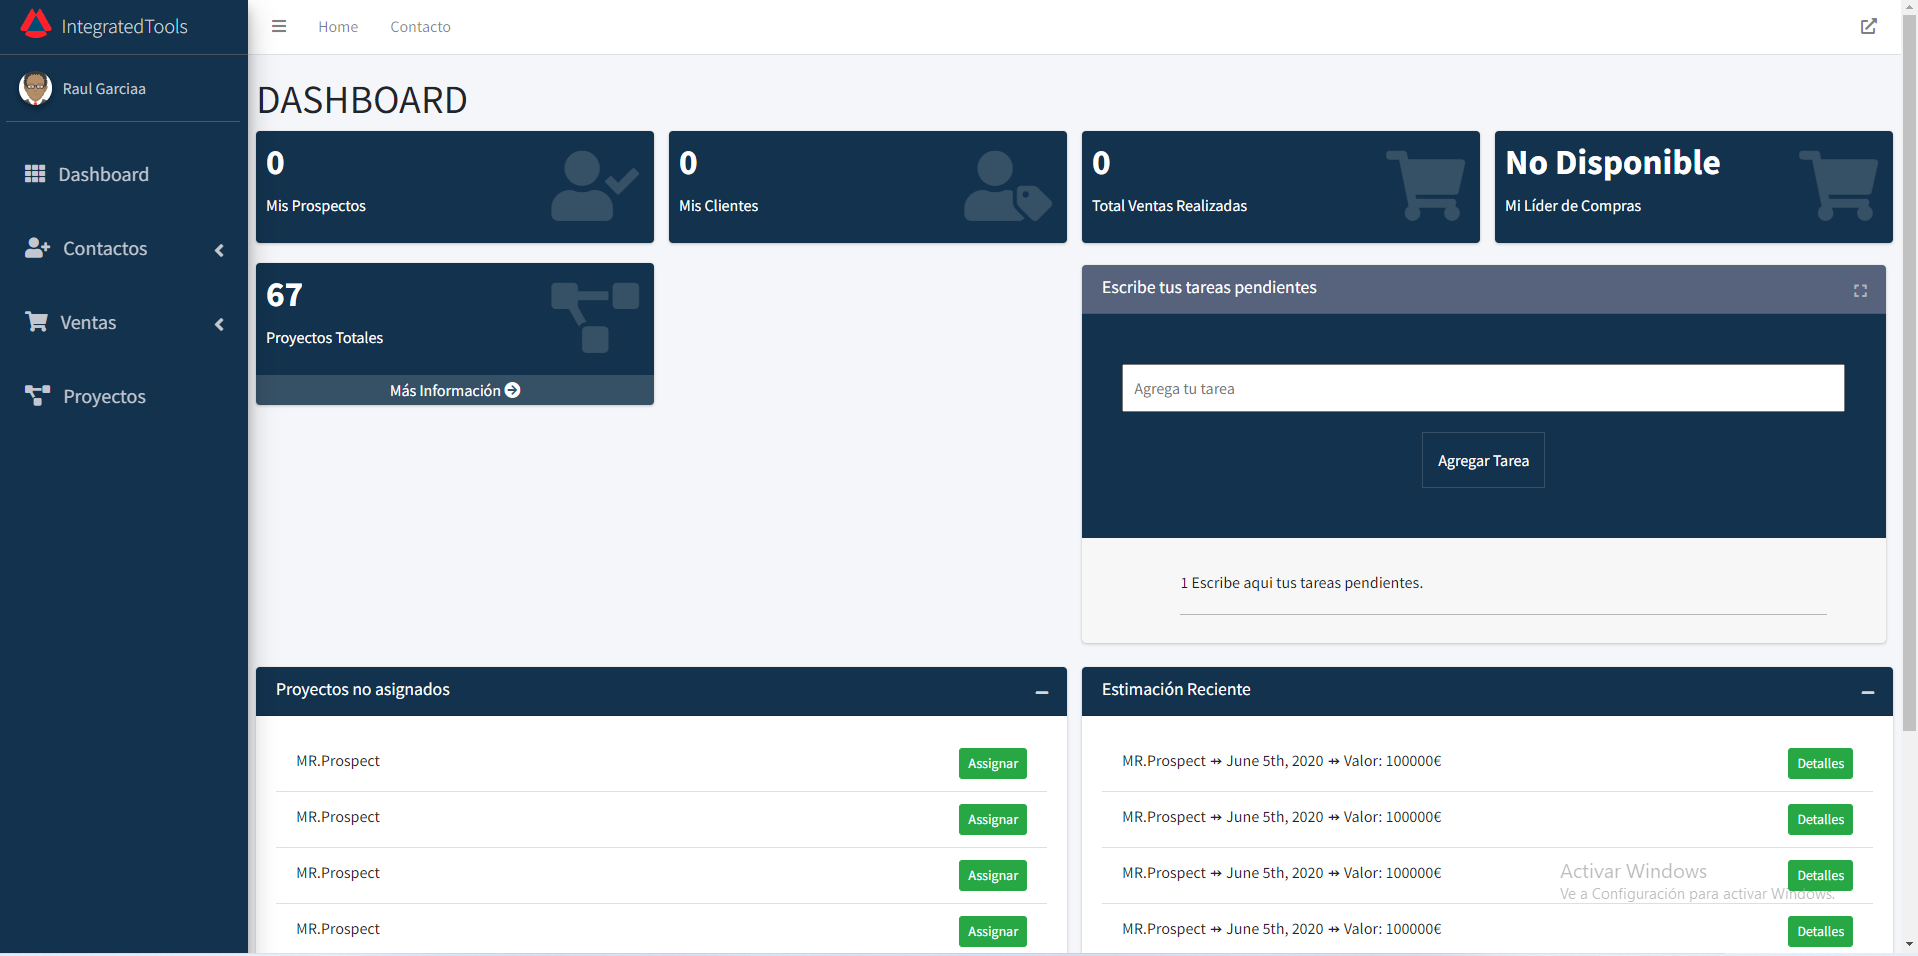 IntegratedTools
Home
Contacto
Raul Garciaa
Dashboard
Contactos
Ventas
Proyectos
DASHBOARD
0
Mis Prospectos
0
Mis Clientes
0
Total Ventas Realizadas
No Disponible
Mi Líder de Compras
67
Proyectos Totales
Más Información
Escribe tus tareas pendientes
Agrega tu tarea
Agregar Tarea
1 Escribe aqui tus tareas pendientes.
Proyectos no asignados
MR.Prospect Assignar
MR.Prospect Assignar
MR.Prospect Assignar
MR.Prospect Assignar
Estimación Reciente
MR.Prospect ⇸ June 5th, 2020 ⇸ Valor: 100000€ Detalles
MR.Prospect ⇸ June 5th, 2020 ⇸ Valor: 100000€ Detalles
MR.Prospect ⇸ June 5th, 2020 ⇸ Valor: 100000€ Detalles
MR.Prospect ⇸ June 5th, 2020 ⇸ Valor: 100000€ Detalles
Activar Windows
Ve a Configuración para activar Windows.